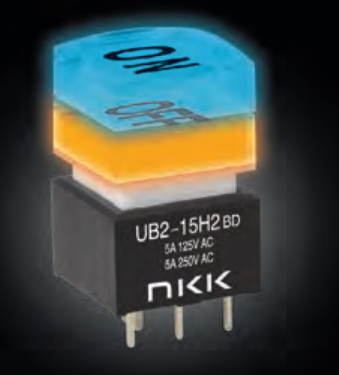 ON
OFF
UB2-15H2 BD
5A 125V AC
5A 250V AC
NKK